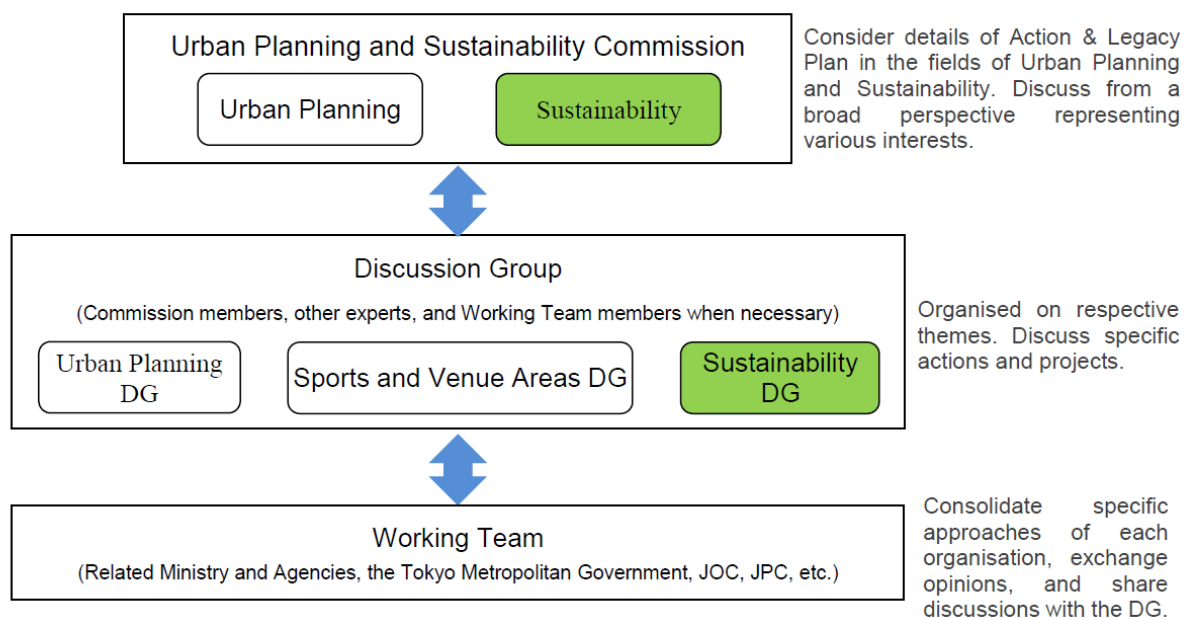 Urban Planning and Sustainability Commission
Urban Planning
Sustainability
Consider details of Action & Legacy
Plan in the fields of Urban Planning
and Sustainability. Discuss from a
broad perspective representing
various interests.
Discussion Group
(Commission members, other experts, and Working Team members when necessary)
Urban Planning
DG
Sports and Venue Areas DG
Sustainability
DG
Organised on respective
themes. Discuss specific
actions and projects.
Working Team
(Related Ministry and Agencies, the Tokyo Metropolitan Government, JOC, JPC, etc.)
Consolidate specific
approaches of each
organisation, exchange
opinions, and share
discussions with the DG.